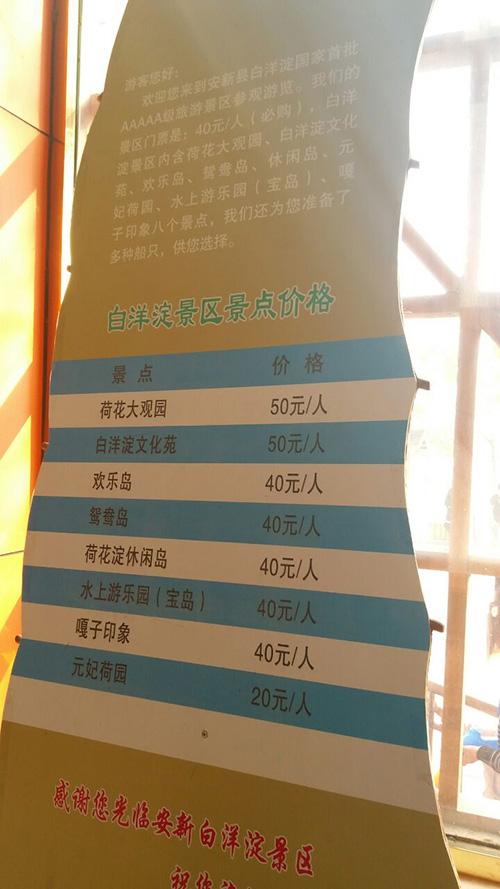 游客您好：
欢迎您来到安新县白洋淀国家首批
AAAAA级旅游景区参观游览。我们的
景区门票是：40元/人（必购），白洋
淀景区内含荷花大观园、白洋淀文化
苑、欢乐岛、鸳鸯岛、休闲岛、元
妃荷园、水上游乐园（宝岛）、嘎
子印象八个景点，我们还为您准备了
多种船只，供您选择。
白洋淀景区景点价格
景 点 价 格
荷花大观园 50元/人
白洋淀文化苑 50元/人
欢乐岛 40元/人
鸳鸯岛 40元/人
荷花淀休闲岛 40元/人
水上游乐园（宝岛） 40元/人
嘎子印象 40元/人
元妃荷园 20元/人
感谢您光临安新白洋淀景区
祝您